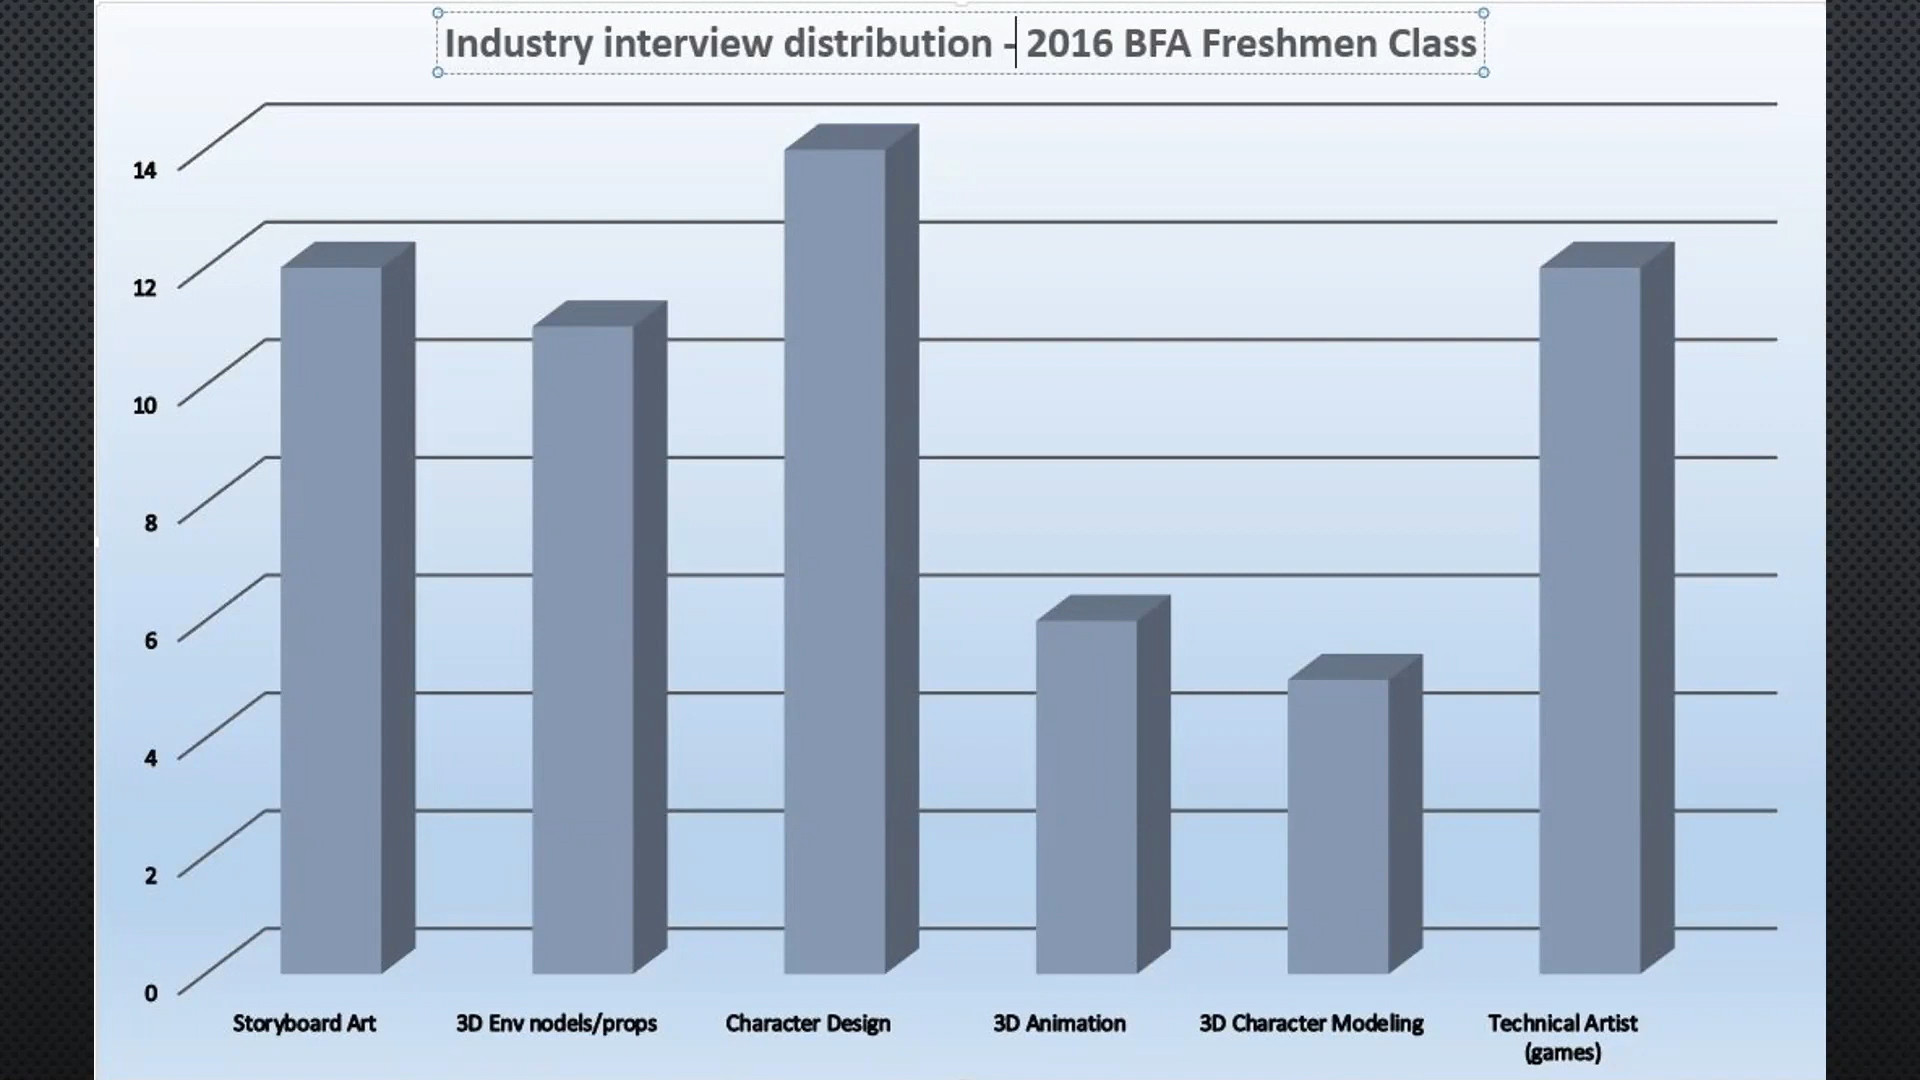 Industry interview distribution - 2016 BFA Freshmen Class
14
12
10
8
6
4
2
0
Storyboard Art
3D Env nodels/props
Character Design
3D Animation
3D Character Modeling
Technical Artist
(games)